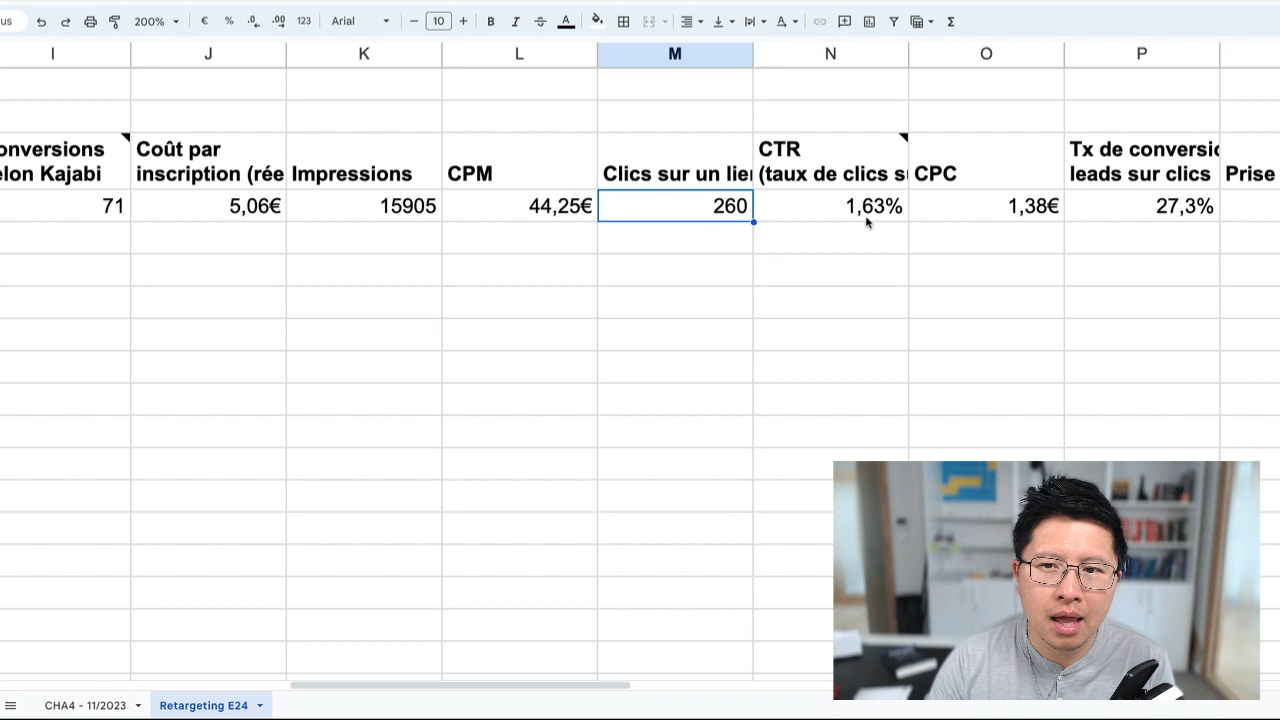 us
200%
€
%
.0
.00
123
Arial
10
B
I
A
Σ
I
J
K
L
M
N
O
P
onversions
elon Kajabi
Coût par
inscription (rée
Impressions
CPM
Clics sur un lie
CTR
(taux de clics s
CPC
Tx de conversio
leads sur clics
Prise
71
5,06€
15905
44,25€
260
1,63%
1,38€
27,3%
CHA4 - 11/2023
Retargeting E24